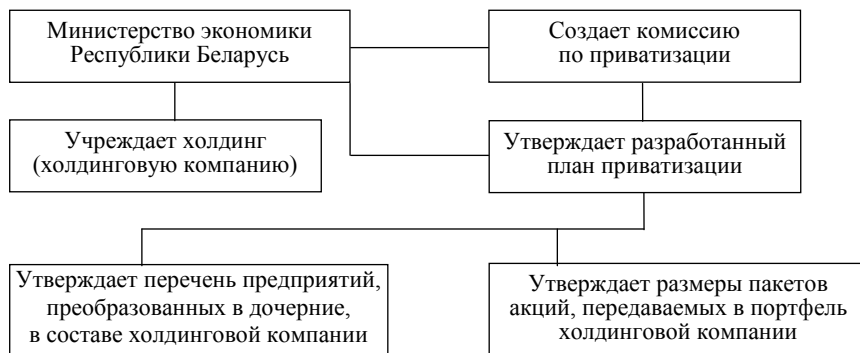 Министерство экономики
Республики Беларусь
Создает комиссию
по приватизации
Учреждает холдинг
(холдинговую компанию)
Утверждает разработанный
план приватизации
Утверждает перечень предприятий,
преобразованных в дочерние,
в составе холдинговой компании
Утверждает размеры пакетов
акций, передаваемых в портфель
холдинговой компании